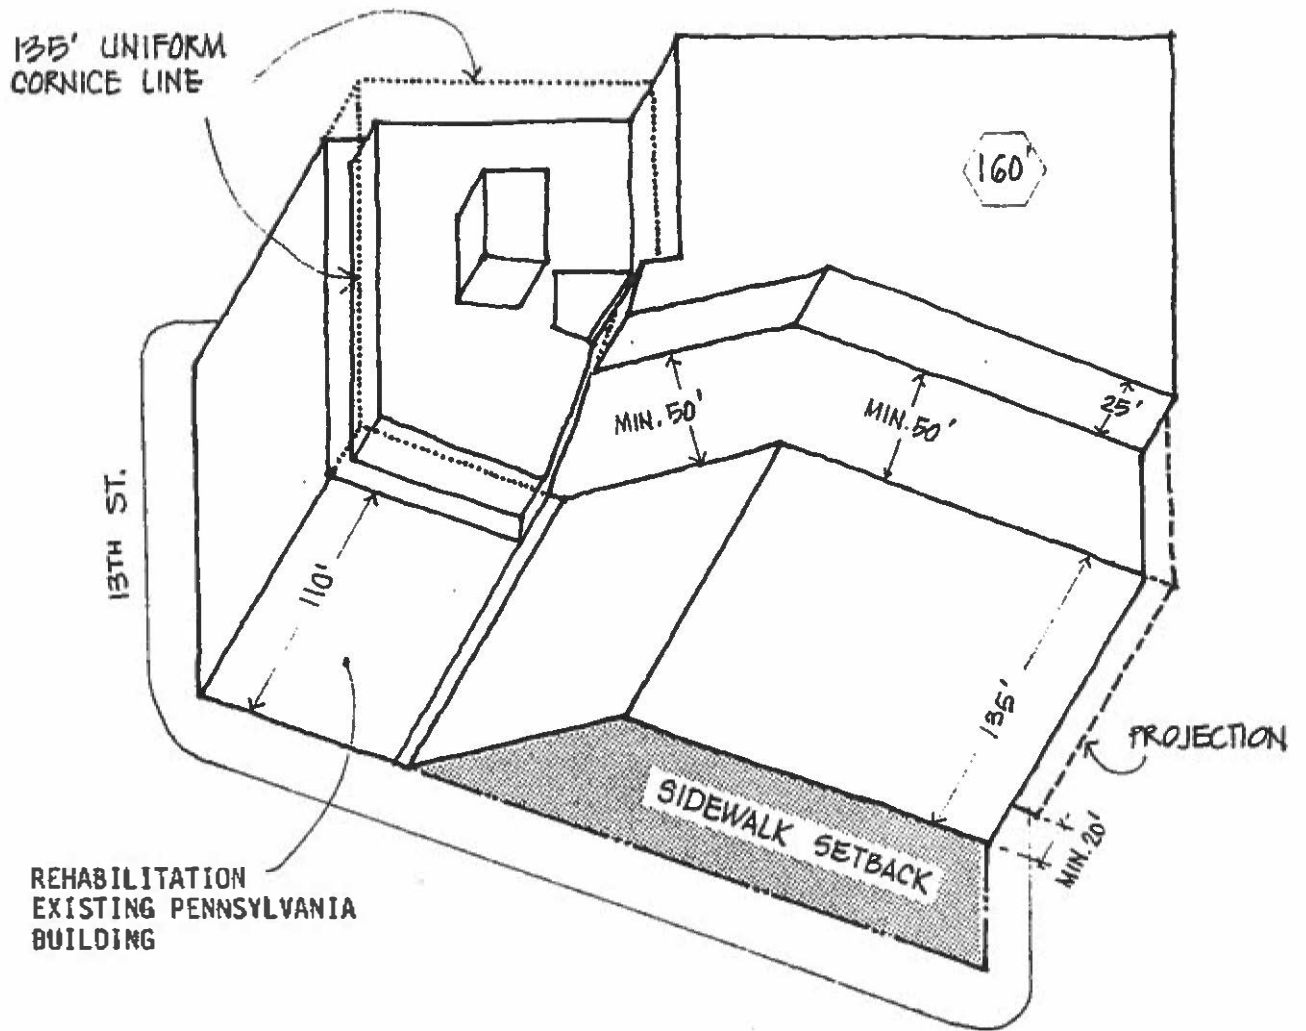 135' UNIFORM
CORNICE LINE
160'
25'
MIN. 50'
MIN. 50'
13TH ST.
110'
135'
PROJECTION
SIDEWALK SETBACK
MIN. 20'
REHABILITATION
EXISTING PENNSYLVANIA
BUILDING